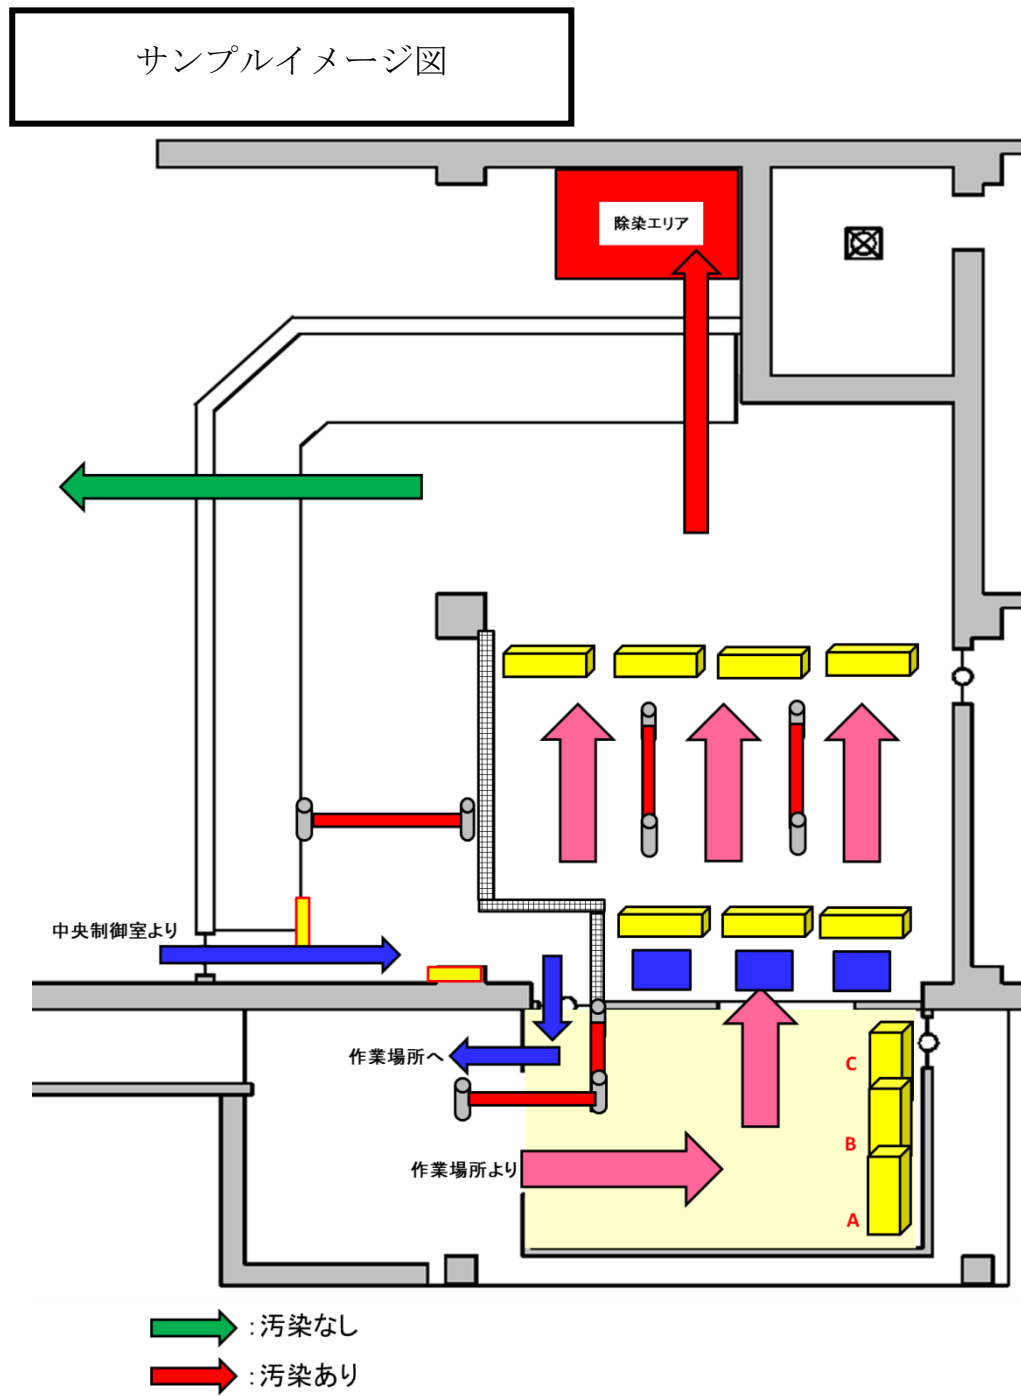 サンプルイメージ図
除染エリア
中央制御室より
作業場所へ
C
B
作業場所より
A
：汚染なし
：汚染あり